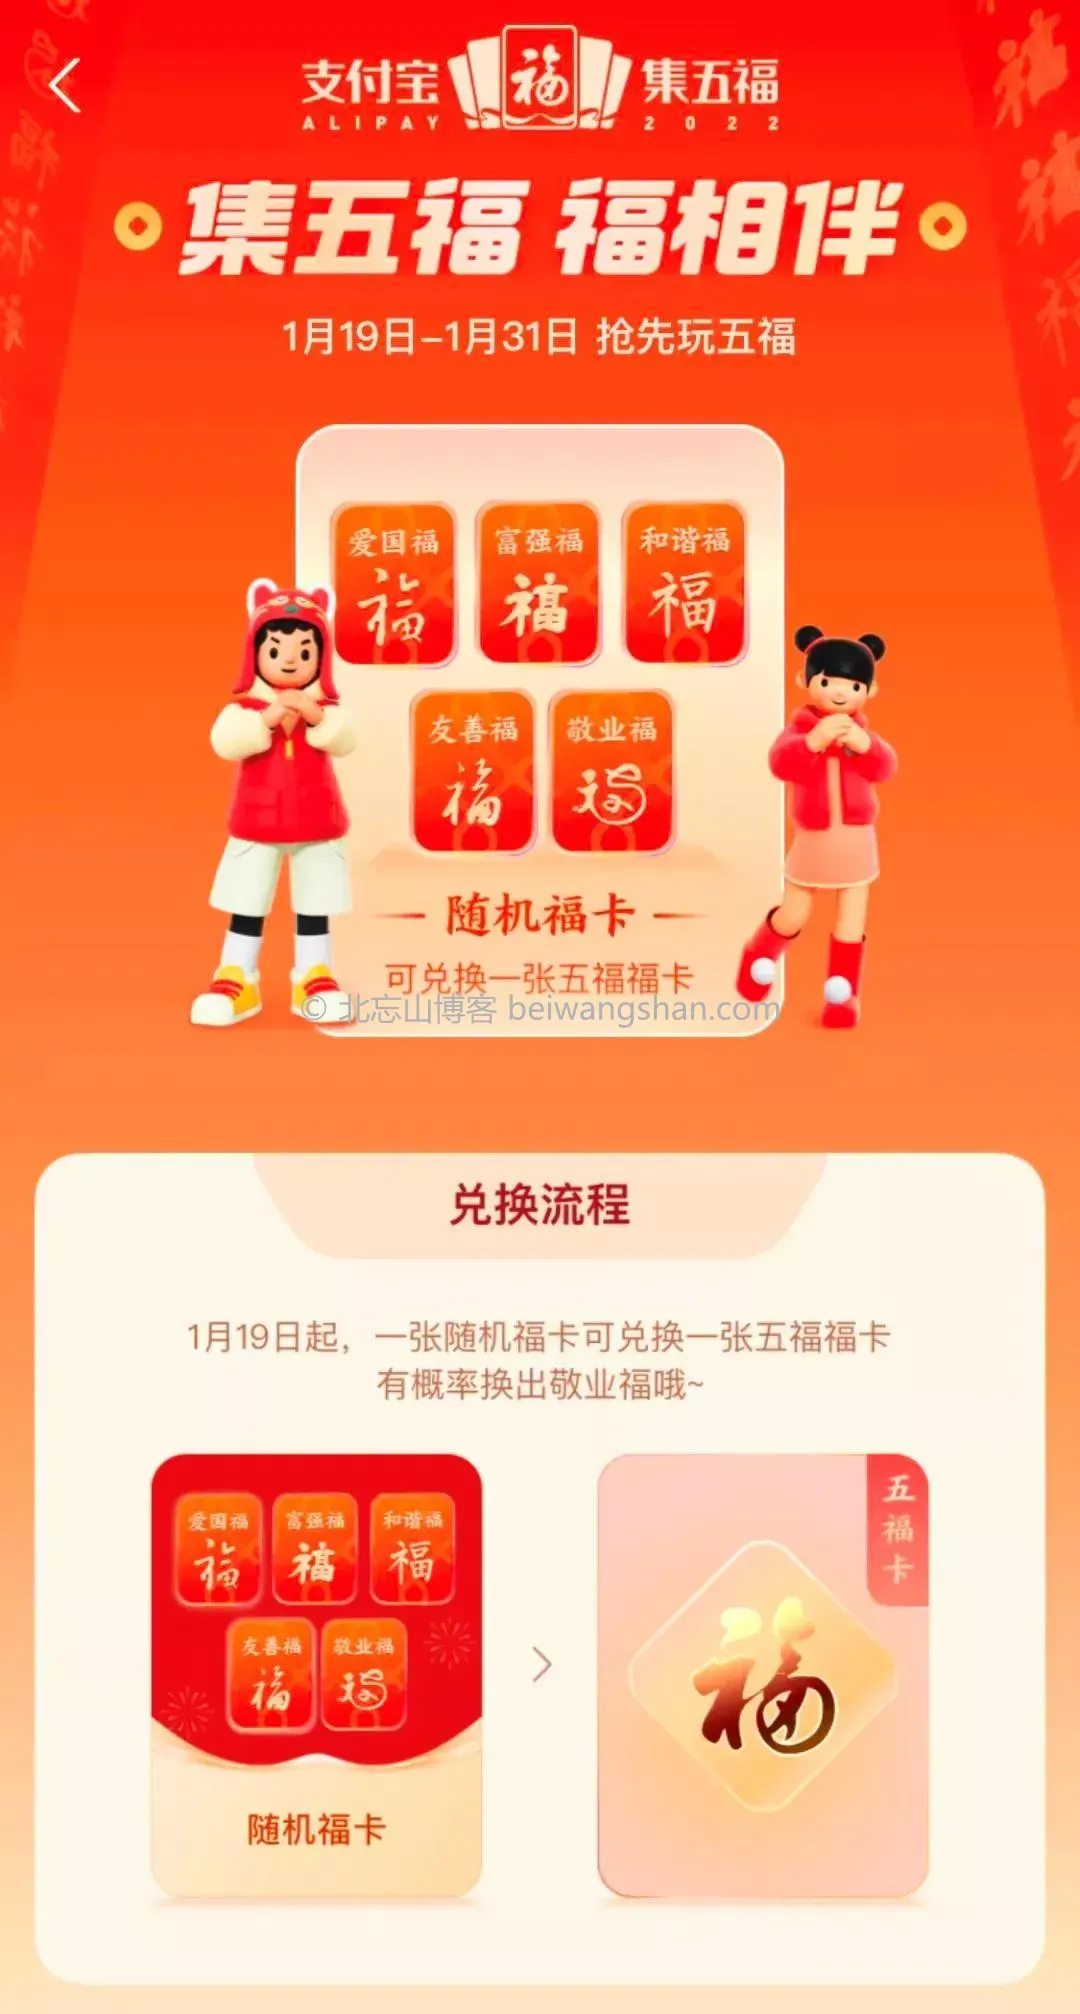 支付宝 福 集五福
ALIPAY 2022
集五福 福相伴
1月19日-1月31日 抢先玩五福
爱国福 富强福 和谐福
福 福 福
友善福 敬业福
福 福
随机福卡
可兑换一张五福福卡
© 北忘山博客 beiwangshan.com
兑换流程
1月19日起，一张随机福卡可兑换一张五福福卡
有概率换出敬业福哦~
爱国福 富强福 和谐福
福 福 福
友善福 敬业福
福 福
随机福卡
五福卡
福